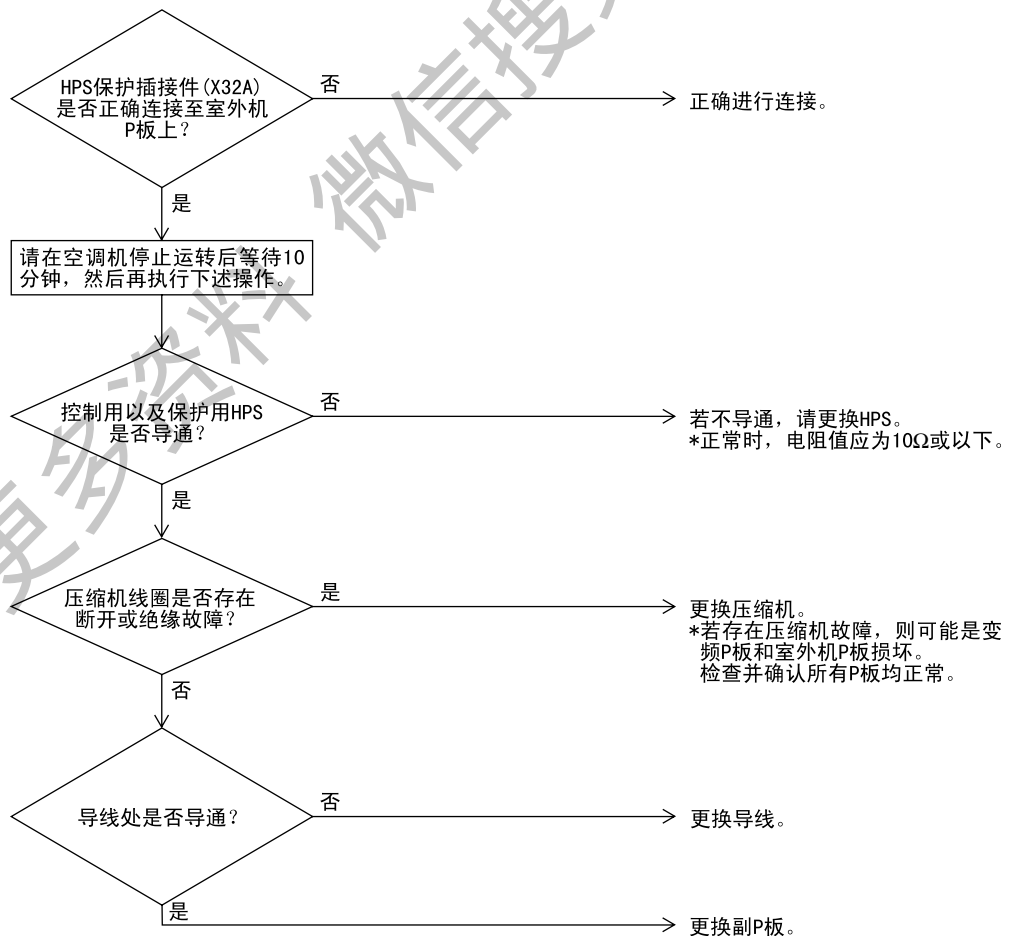 HPS保护插接件(X32A)
是否正确连接至室外机
P板上？
否
正确进行连接。
是
请在空调机停止运转后等待10
分钟，然后再执行下述操作。
控制用以及保护用HPS
是否导通？
否
若不导通，请更换HPS。
*正常时，电阻值应为10Ω或以下。
是
压缩机线圈是否存在
断开或绝缘故障？
是
更换压缩机。
*若存在压缩机故障，则可能是变
频P板和室外机P板损坏。
检查并确认所有P板均正常。
否
导线处是否导通？
否
更换导线。
是
更换副P板。
更多资料 微信搜